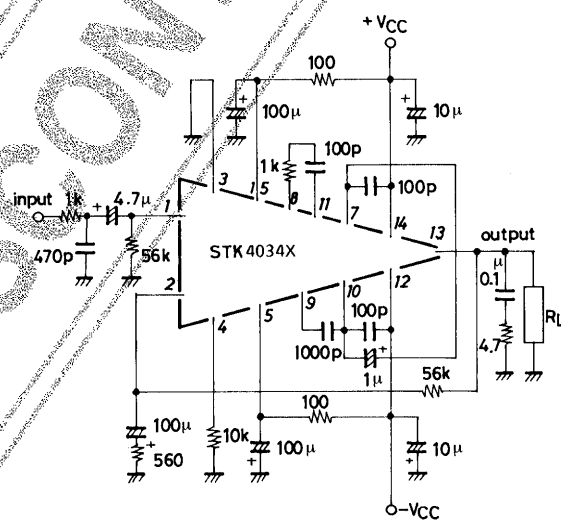 +VCC
100
+
100μ
+
10μ
1k
100p
100p
3
15
8
11
7
14
13
input
1k
+
4.7μ
1
470p
56k
2
STK4034X
output
0.1μ
4.7
RL
4
5
9
10
12
1000p
100p
1μ
+
56k
100
100μ
+
560
10k
+
100μ
+
10μ
-VCC